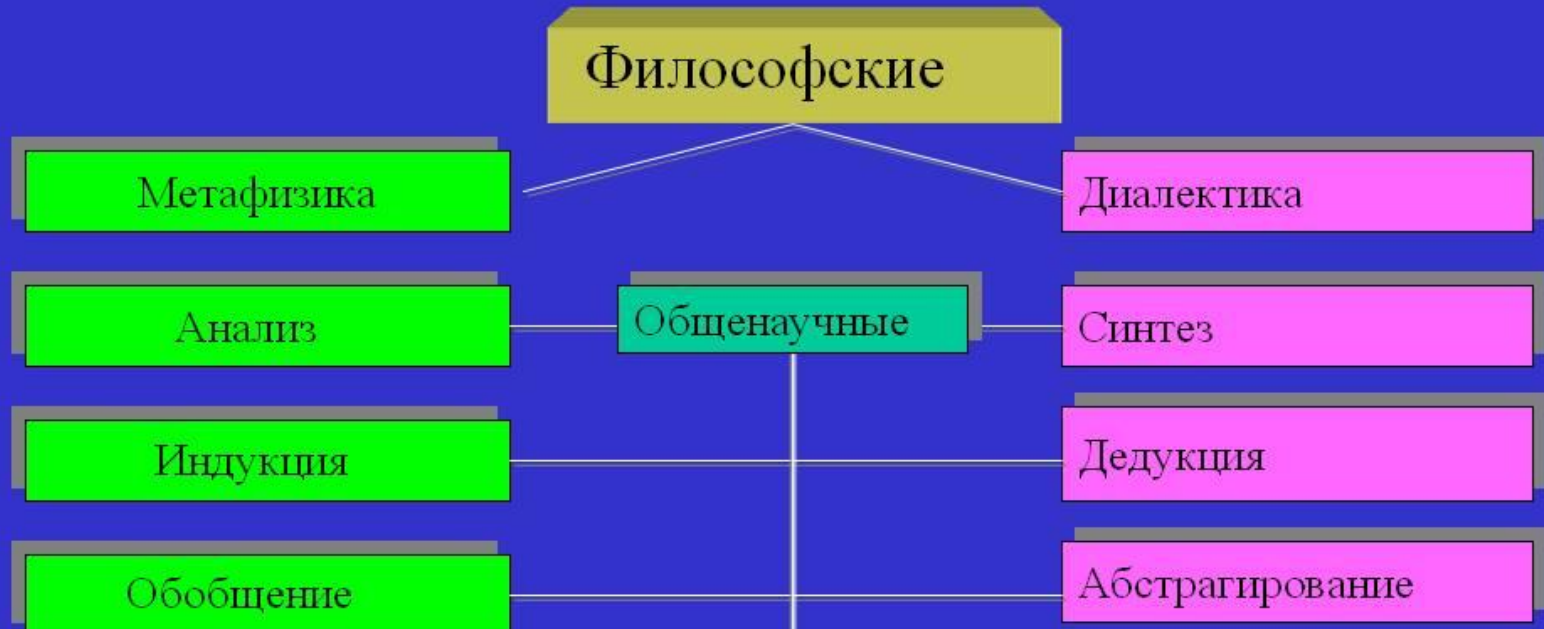 Философские
Метафизика
Диалектика
Анализ
Общенаучные
Синтез
Индукция
Дедукция
Обобщение
Абстрагирование